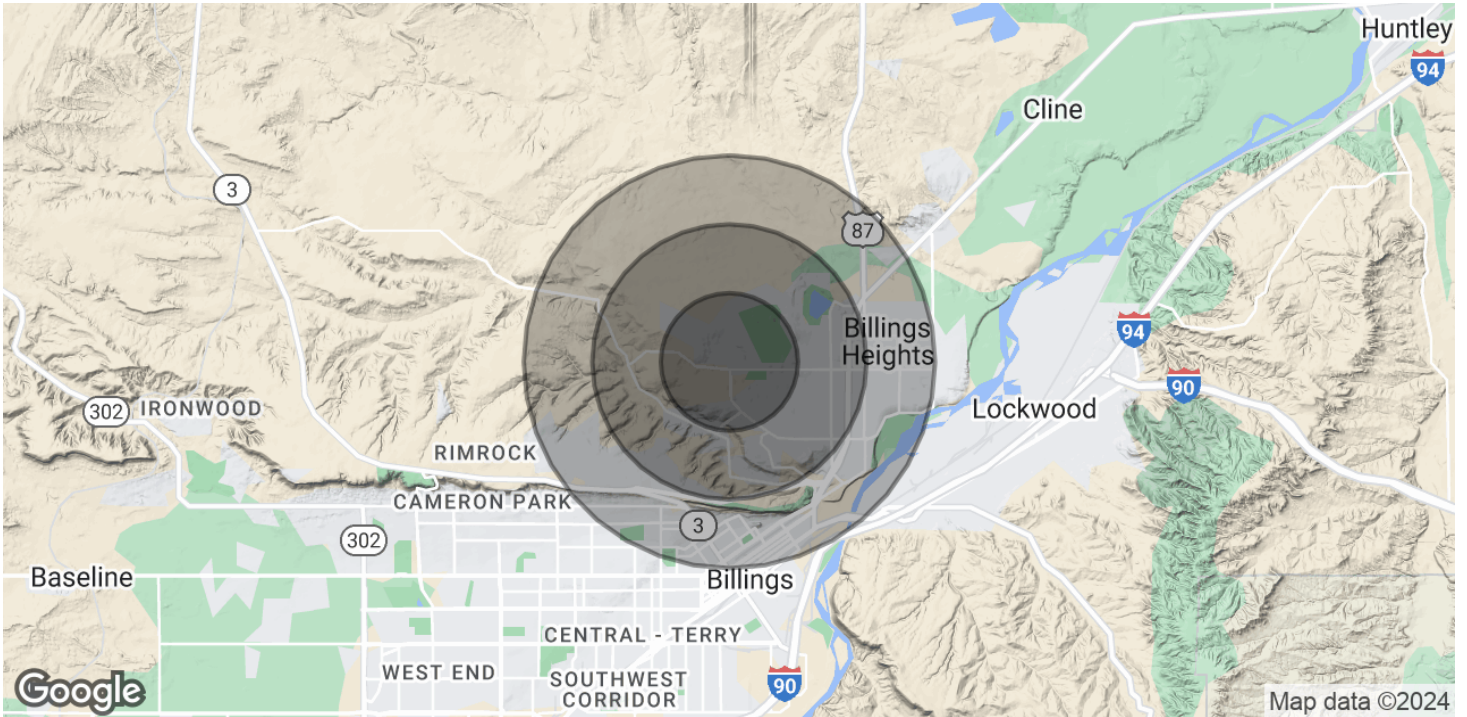 Huntley
94
Cline
3
87
Billings
Heights
94
90
302
IRONWOOD
Lockwood
RIMROCK
CAMERON PARK
3
302
Baseline
Billings
CENTRAL - TERRY
WEST END
SOUTHWEST
CORRIDOR
90
Google
Map data ©2024